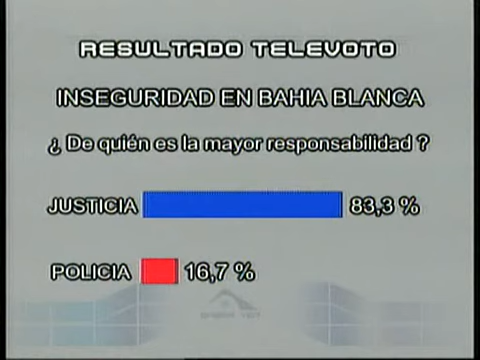 RESULTADO TELEVOTO
INSEGURIDAD EN BAHIA BLANCA
¿ De quién es la mayor responsabilidad ?
JUSTICIA 83,3 %
POLICIA 16,7 %